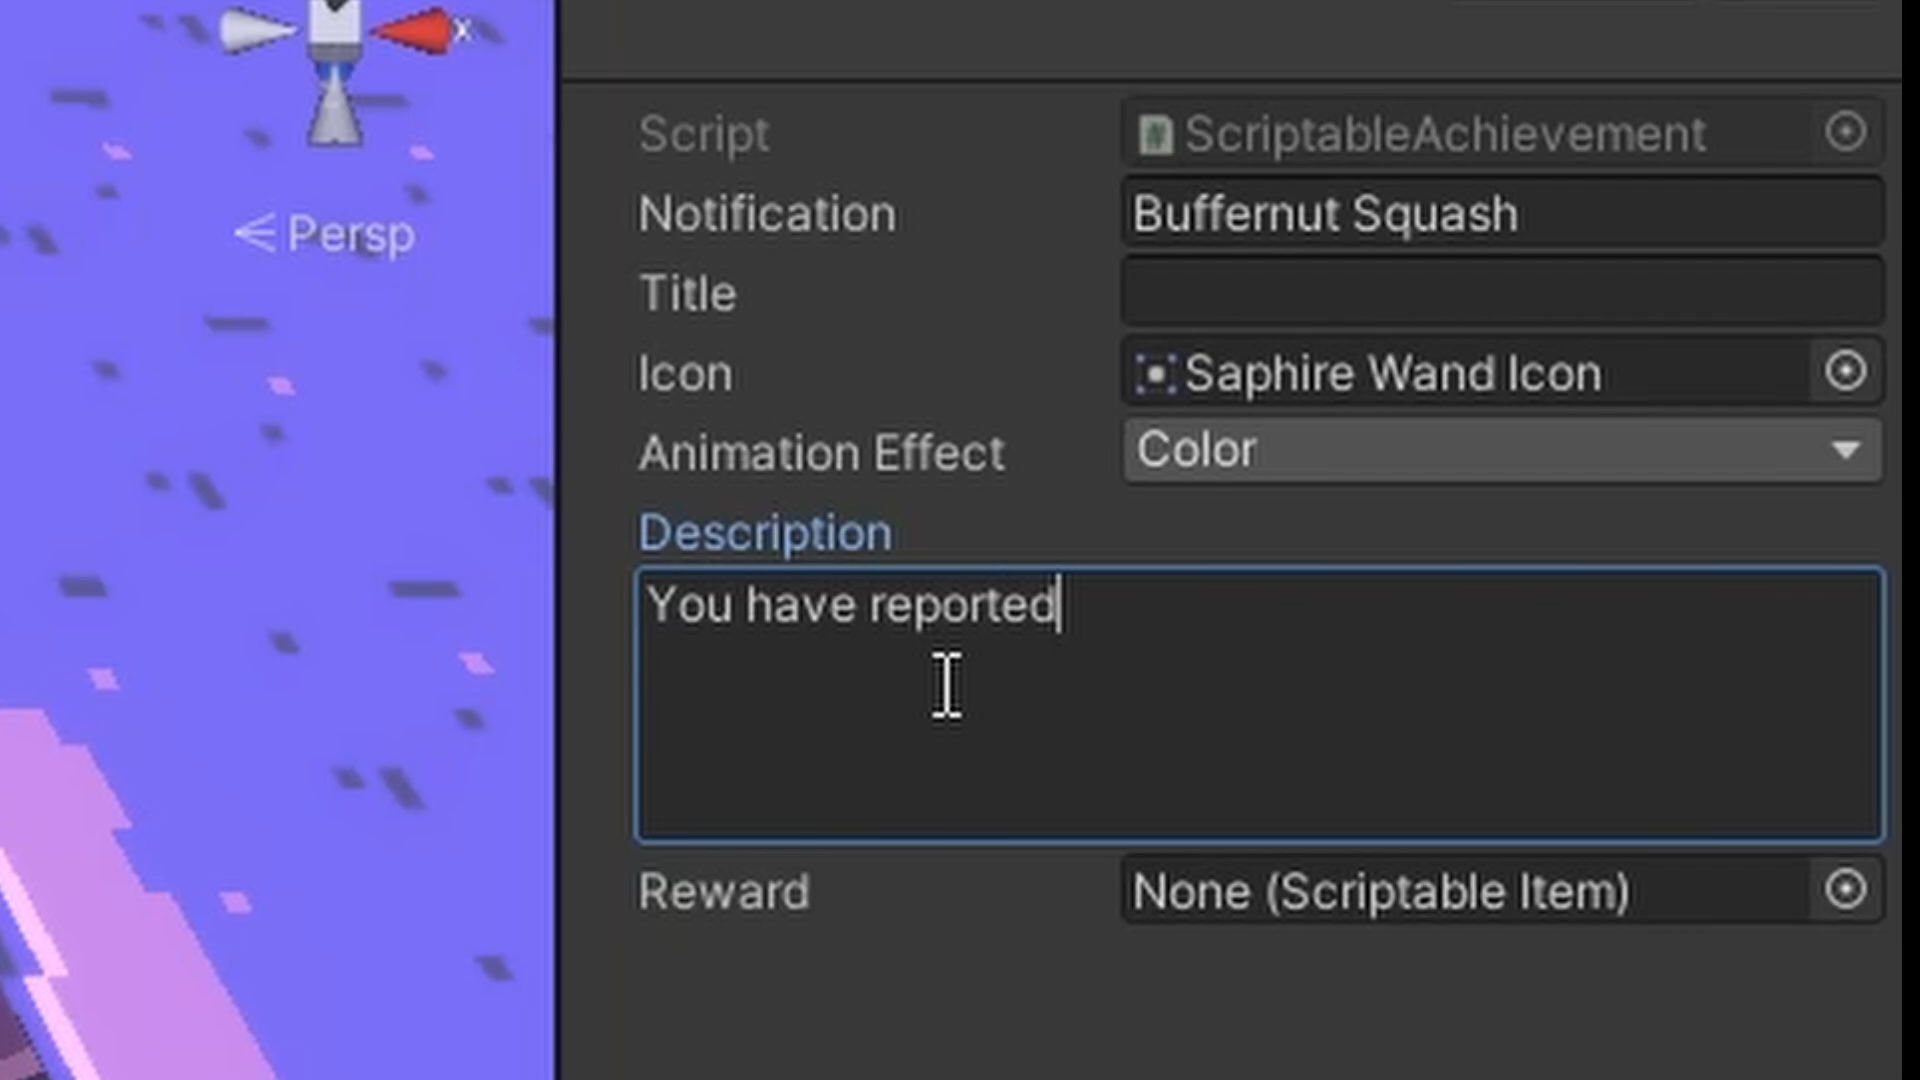 x
Persp
Script ScriptableAchievement
Notification Buffernut Squash
Title
Icon Saphire Wand Icon
Animation Effect Color
Description
You have reported
Reward None (Scriptable Item)